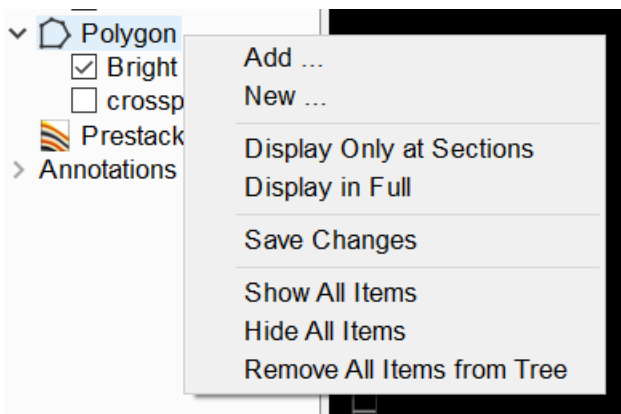 Polygon
Bright
crossp
Prestack
Annotations
Add ...
New ...
Display Only at Sections
Display in Full
Save Changes
Show All Items
Hide All Items
Remove All Items from Tree